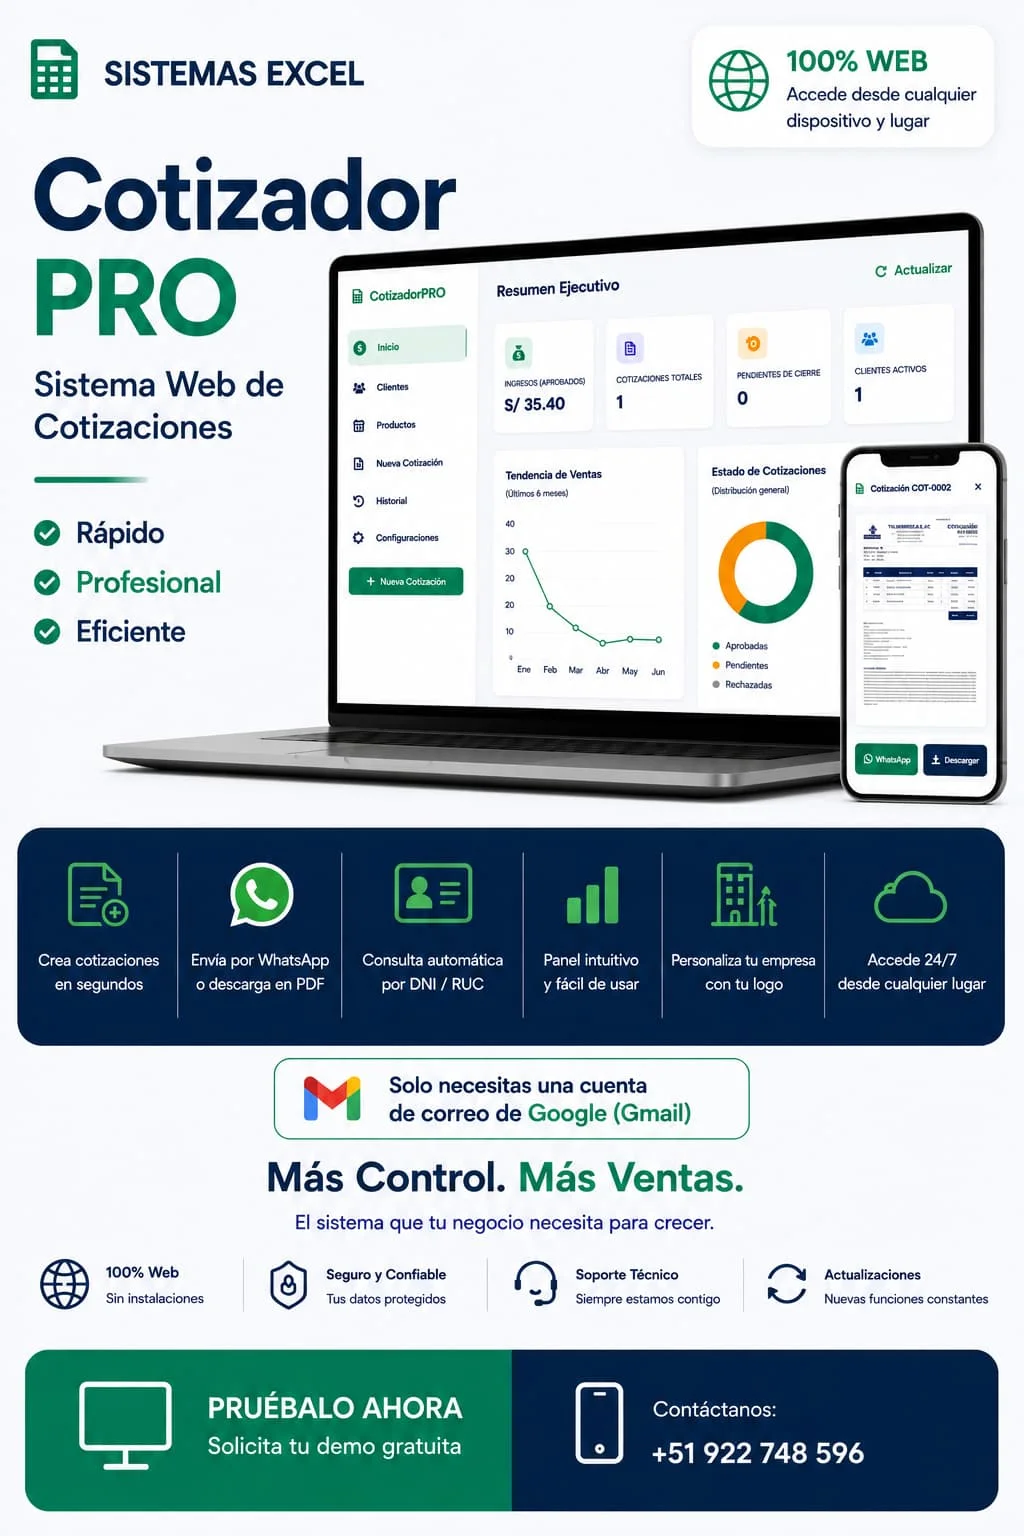 SISTEMAS EXCEL
100% WEB
Accede desde cualquier
dispositivo y lugar
Cotizador
PRO
Sistema Web de
Cotizaciones
Rápido
Profesional
Eficiente
CotizadorPRO
Inicio
Clientes
Productos
Nueva Cotización
Historial
Configuraciones
+ Nueva Cotización
Resumen Ejecutivo
Actualizar
INGRESOS (APROBADOS)
S/ 35.40
COTIZACIONES TOTALES
1
PENDIENTES DE CIERRE
0
CLIENTES ACTIVOS
1
Tendencia de Ventas
(Últimos 6 meses)
40
30
20
20
10
0
Ene Feb Mar Abr May Jun
Estado de Cotizaciones
(Distribución general)
Aprobadas
Pendientes
Rechazadas
Cotización COT-0002 ×
WhatsApp
Descargar
Crea cotizaciones
en segundos
Envía por WhatsApp
o descarga en PDF
Consulta automática
por DNI / RUC
Panel intuitivo
y fácil de usar
Personaliza tu empresa
con tu logo
Accede 24/7
desde cualquier lugar
Solo necesitas una cuenta
de correo de Google (Gmail)
Más Control. Más Ventas.
El sistema que tu negocio necesita para crecer.
100% Web
Sin instalaciones
Seguro y Confiable
Tus datos protegidos
Soporte Técnico
Siempre estamos contigo
Actualizaciones
Nuevas funciones constantes
PRUÉBALO AHORA
Solicita tu demo gratuita
Contáctanos:
+51 922 748 596